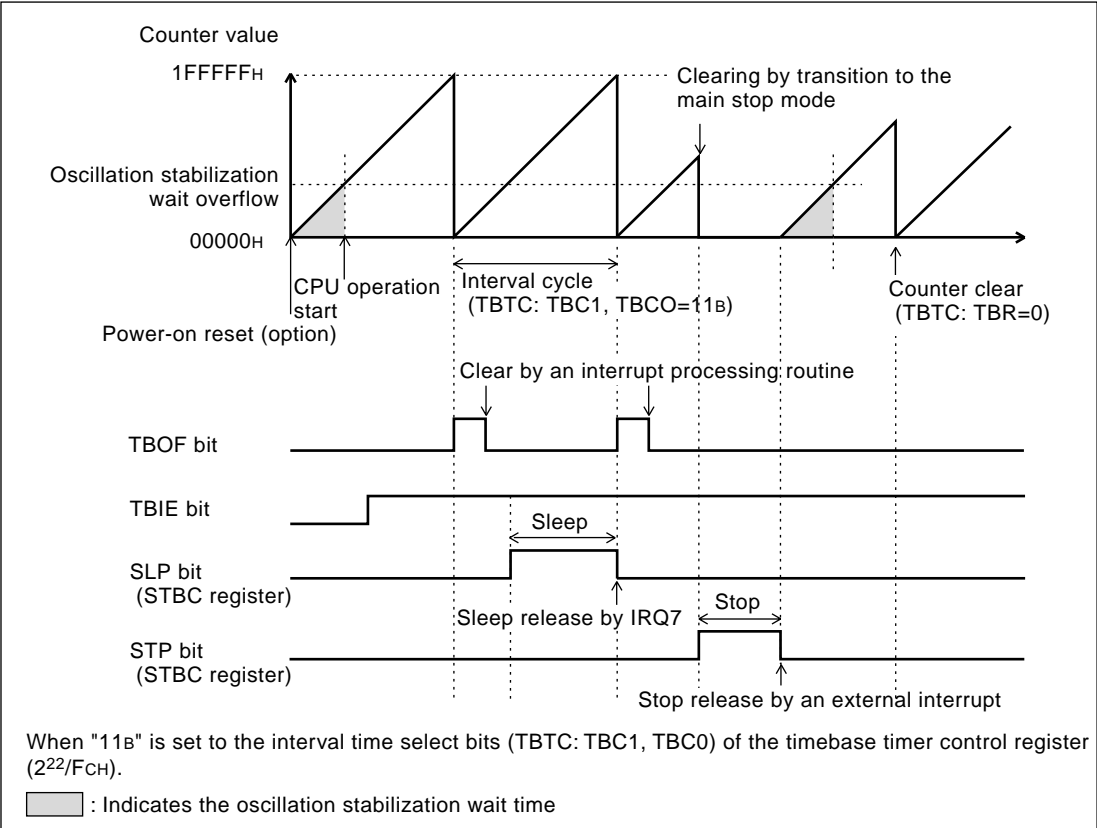 Counter value
1FFFFFH
Clearing by transition to the
main stop mode
Oscillation stabilization
wait overflow
00000H
CPU operation
start
Power-on reset (option)
Interval cycle
(TBTC: TBC1, TBCO=11B)
Counter clear
(TBTC: TBR=0)
Clear by an interrupt processing routine
TBOF bit
TBIE bit
Sleep
SLP bit
(STBC register)
Sleep release by IRQ7
Stop
STP bit
(STBC register)
Stop release by an external interrupt
When "11B" is set to the interval time select bits (TBTC: TBC1, TBC0) of the timebase timer control register
(2²²/FCH).
: Indicates the oscillation stabilization wait time